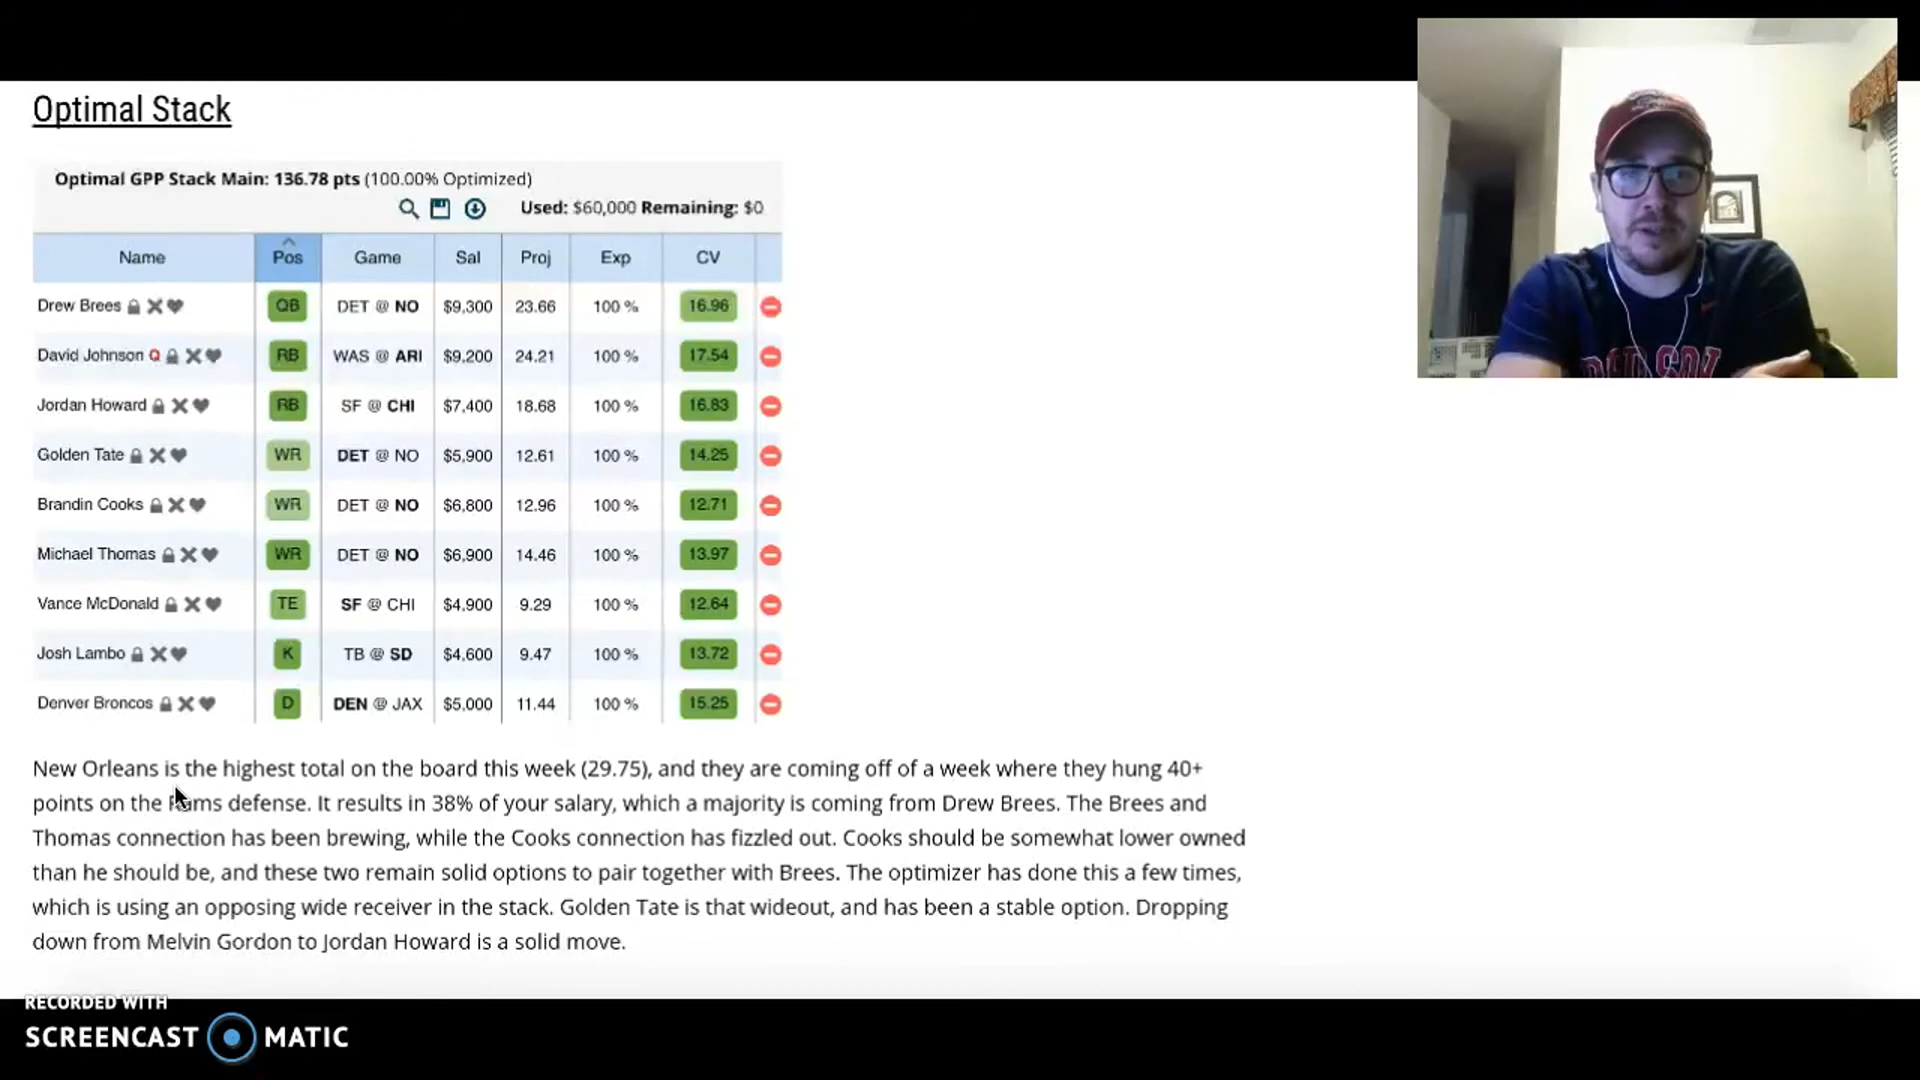 Optimal Stack
Optimal GPP Stack Main: 136.78 pts (100.00% Optimized)
Used: $60,000 Remaining: $0
Name Pos Game Sal Proj Exp CV
Drew Brees QB DET @ NO $9,300 23.66 100 % 16.96
David Johnson Q RB WAS @ ARI $9,200 24.21 100 % 17.54
Jordan Howard RB SF @ CHI $7,400 18.68 100 % 16.83
Golden Tate WR DET @ NO $5,900 12.61 100 % 14.25
Brandin Cooks WR DET @ NO $6,800 12.96 100 % 12.71
Michael Thomas WR DET @ NO $6,900 14.46 100 % 13.97
Vance McDonald TE SF @ CHI $4,900 9.29 100 % 12.64
Josh Lambo K TB @ SD $4,600 9.47 100 % 13.72
Denver Broncos D DEN @ JAX $5,000 11.44 100 % 15.25
New Orleans is the highest total on the board this week (29.75), and they are coming off of a week where they hung 40+
points on the Rams defense. It results in 38% of your salary, which a majority is coming from Drew Brees. The Brees and
Thomas connection has been brewing, while the Cooks connection has fizzled out. Cooks should be somewhat lower owned
than he should be, and these two remain solid options to pair together with Brees. The optimizer has done this a few times,
which is using an opposing wide receiver in the stack. Golden Tate is that wideout, and has been a stable option. Dropping
down from Melvin Gordon to Jordan Howard is a solid move.
RECORDED WITH
SCREENCAST MATIC